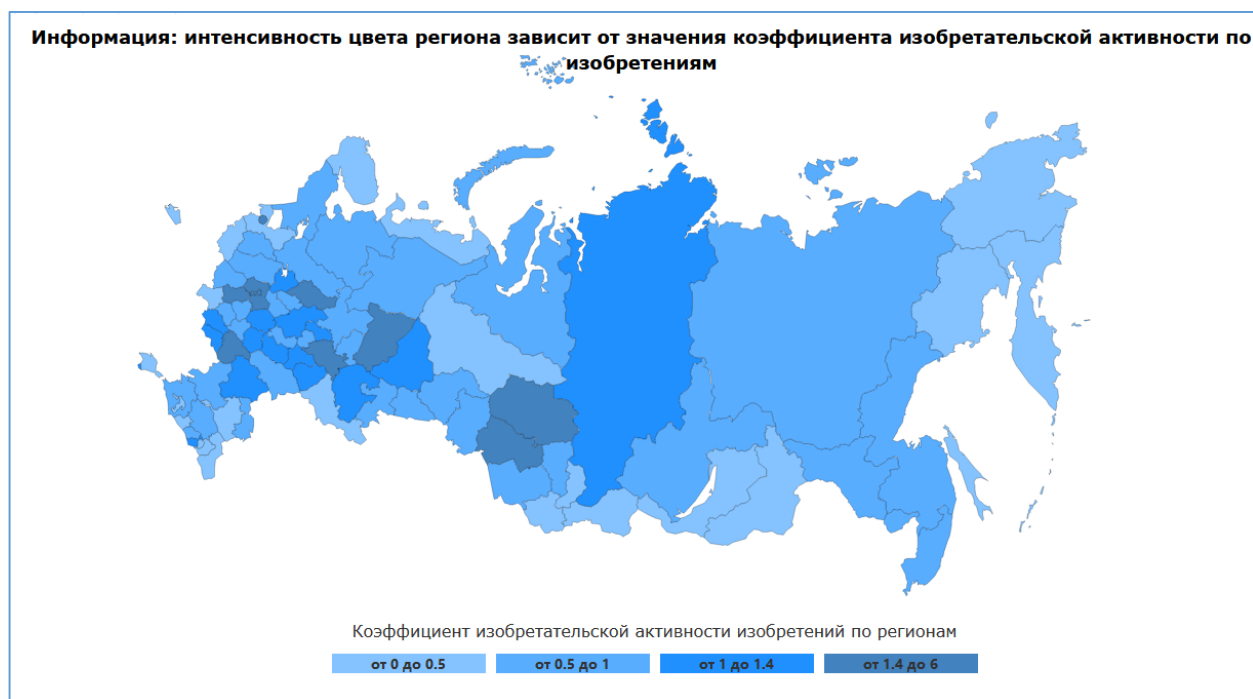 Информация: интенсивность цвета региона зависит от значения коэффициента изобретательской активности по
изобретениям
Коэффициент изобретательской активности изобретений по регионам
от 0 до 0.5
от 0.5 до 1
от 1 до 1.4
от 1.4 до 6